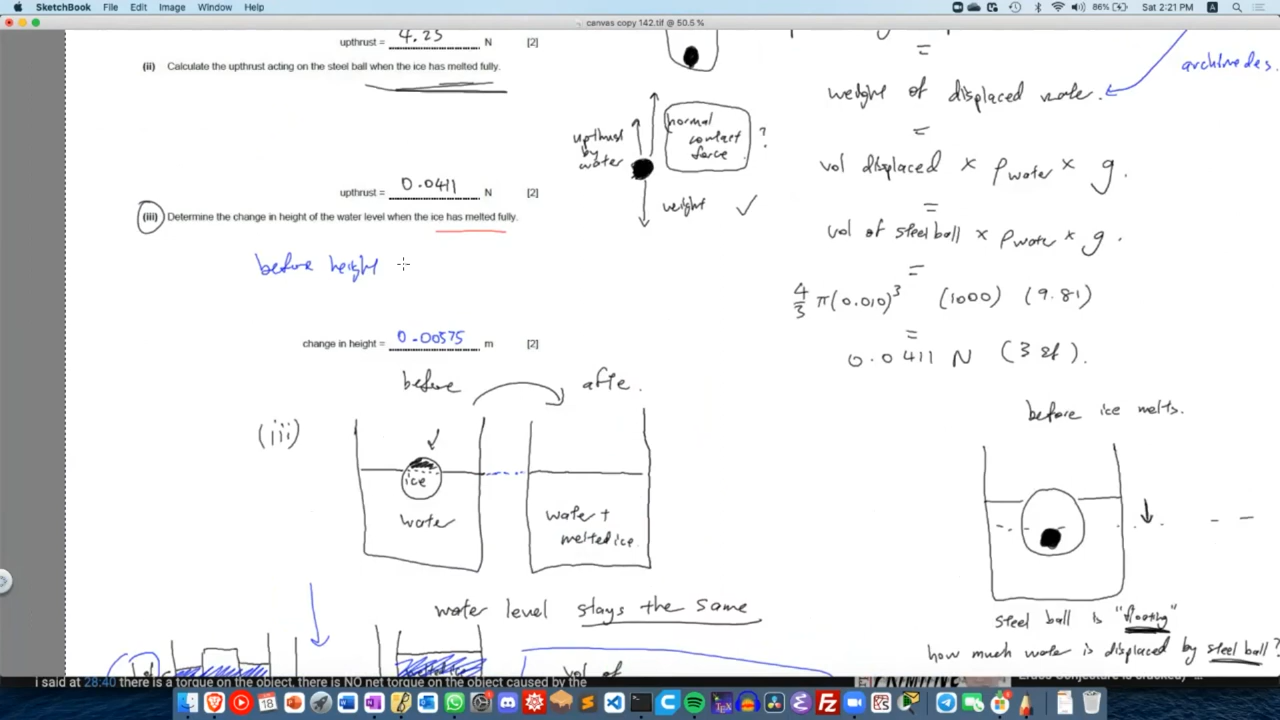 SketchBook File Edit Image Window Help
86% Sat 2:21 PM
canvas copy 142.tif @ 50.5 %
upthrust = 4.25 N [2]
(ii) Calculate the upthrust acting on the steel ball when the ice has melted fully.
upthrust = 0.0411 N [2]
(iii) Determine the change in height of the water level when the ice has melted fully.
before height
change in height = 0.00575 m [2]
before
after.
(iii)
ice
water
water +
melted ice.
water level stays the same
vol of
upthrust
by
water
normal
contact
force
?
weight ✓
archimedes.
=
weight of displaced water.
=
vol displaced × ρwater × g.
=
vol of steel ball × ρwater × g.
=
4/3 π(0.010)³ (1000) (9.81)
=
0.0411 N (3 sf).
before ice melts.
steel ball is "floating"
how much water is displaced by steel ball?
i said at 28:40 there is a torque on the object, there is NO net torque on the object caused by the